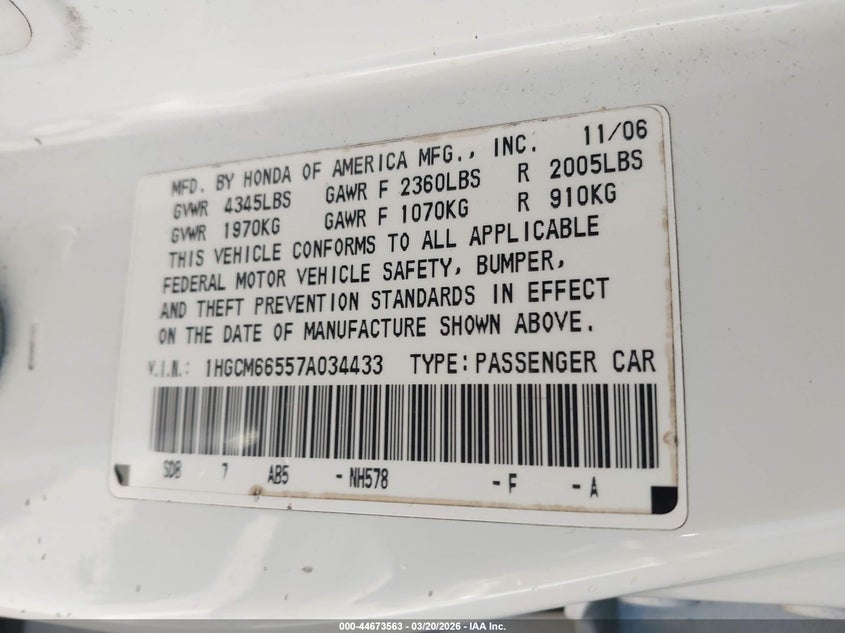 MFD. BY HONDA OF AMERICA MFG., INC. 11/06
GVWR 4345LBS GAWR F 2360LBS R 2005LBS
GVWR 1970KG GAWR F 1070KG R 910KG
THIS VEHICLE CONFORMS TO ALL APPLICABLE
FEDERAL MOTOR VEHICLE SAFETY, BUMPER,
AND THEFT PREVENTION STANDARDS IN EFFECT
ON THE DATE OF MANUFACTURE SHOWN ABOVE.
V.I.N.: 1HGCM66557A034433 TYPE: PASSENGER CAR
SDB 7 AB5 - NH578 - F - A
000-44673563 — 03/20/2026 — IAA Inc.